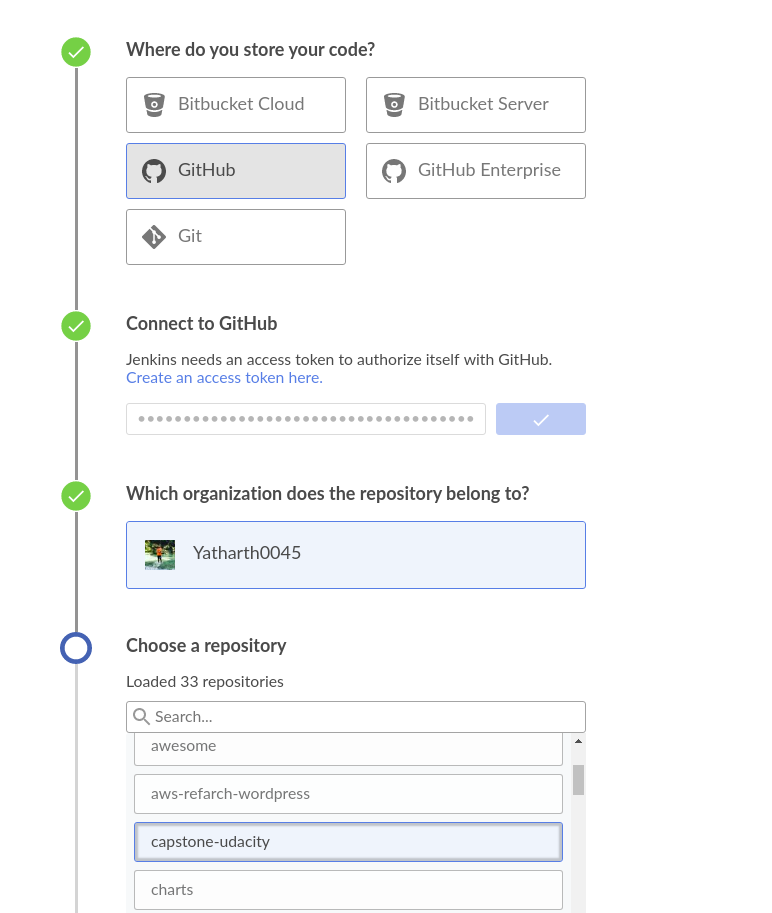 Where do you store your code?
Bitbucket Cloud
Bitbucket Server
GitHub
GitHub Enterprise
Git
Connect to GitHub
Jenkins needs an access token to authorize itself with GitHub.
Create an access token here.
Which organization does the repository belong to?
Yatharth0045
Choose a repository
Loaded 33 repositories
Search...
awesome
aws-refarch-wordpress
capstone-udacity
charts